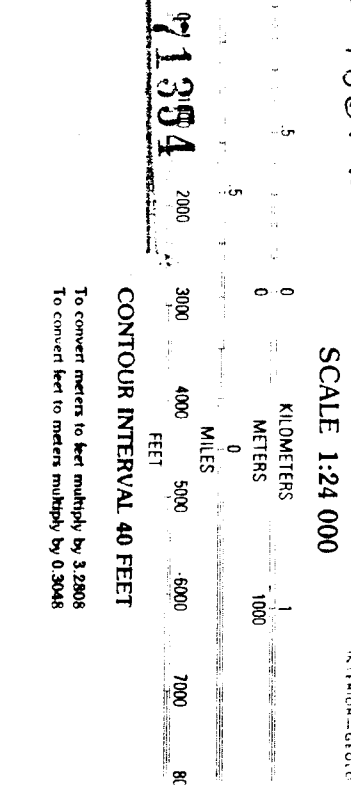 SCALE 1:24 000
.5 0 KILOMETERS 1
0 METERS 1000
.5 0
MILES
71354
2000 3000 4000 5000 6000 7000
FEET
CONTOUR INTERVAL 40 FEET
To convert meters to feet multiply by 3.2808
To convert feet to meters multiply by 0.3048